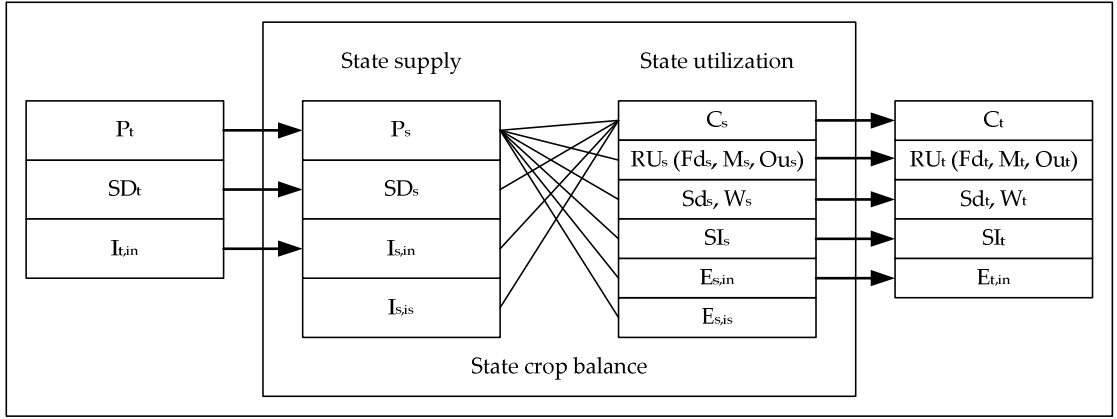 State supply
State utilization
Pt
SDt
It,in
Ps
SDs
Is,in
Is,is
Cs
RUs (Fds, Ms, Ous)
Sds, Ws
SIs
Es,in
Es,is
Ct
RUt (Fdt, Mt, Out)
Sdt, Wt
SIt
Et,in
State crop balance